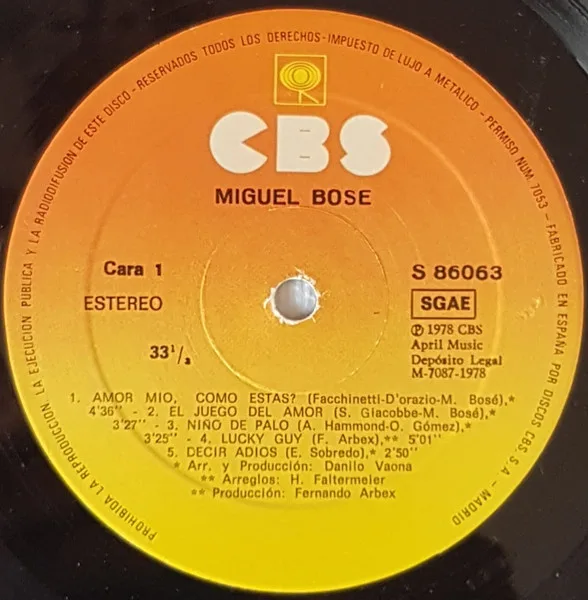 PROHIBIDA LA REPRODUCCION, LA EJECUCION PUBLICA Y LA RADIODIFUSION DE ESTE DISCO - RESERVADOS TODOS LOS DERECHOS-IMPUESTO DE LUJO A METALICO - PERMISO NUM. 7053 - FABRICADO EN ESPAÑA POR DISCOS CBS, S.A. - MADRID
CBS
MIGUEL BOSE
Cara 1
ESTEREO
33 1/3
S 86063
SGAE
℗ 1978 CBS
April Music
Depósito Legal
M-7087-1978
1. AMOR MIO, COMO ESTAS? (Facchinetti-D'orazio-M. Bosé),*
4'36" - 2. EL JUEGO DEL AMOR (S. Giacobbe-M. Bosé),*
3'27" - 3. NIÑO DE PALO (A. Hammond-O. Gómez),*
3'25" - 4. LUCKY GUY (F. Arbex),** 5'01"
5. DECIR ADIOS (E. Sobredo),* 2'50"
* Arr. y Producción: Danilo Vaona
** Arreglos: H. Faltermeier
** Producción: Fernando Arbex